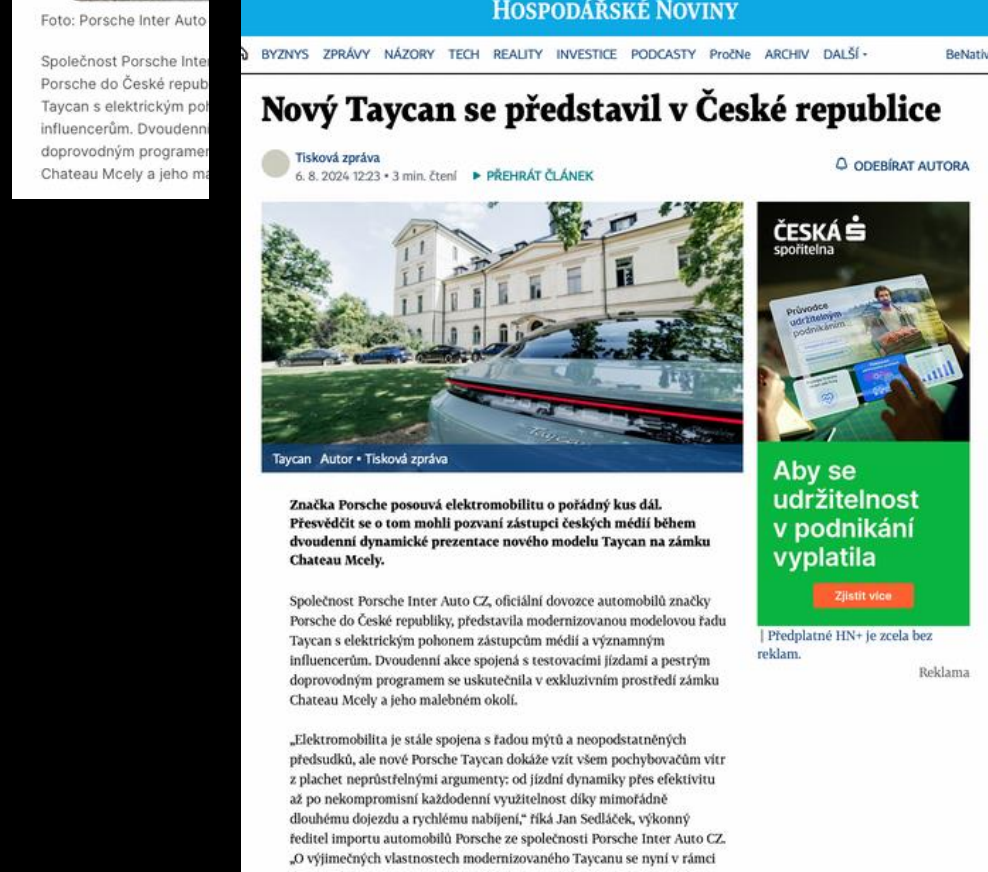 Foto: Porsche Inter Auto
Společnost Porsche Inte
Porsche do České repub
Taycan s elektrickým po
influencerům. Dvoudenn
doprovodným programe
Chateau Mcely a jeho ma
HOSPODÁŘSKÉ NOVINY
BYZNYS ZPRÁVY NÁZORY TECH REALITY INVESTICE PODCASTY PročNe ARCHIV DALŠÍ BeNativ
Nový Taycan se představil v České republice
Tisková zpráva
6. 8. 2024 12:23 • 3 min. čtení ▶ PŘEHRÁT ČLÁNEK
ODEBÍRAT AUTORA
Taycan
Taycan Autor • Tisková zpráva
Značka Porsche posouvá elektromobilitu o pořádný kus dál.
Přesvědčit se o tom mohli pozvaní zástupci českých médií během
dvoudenní dynamické prezentace nového modelu Taycan na zámku
Chateau Mcely.
Společnost Porsche Inter Auto CZ, oficiální dovozce automobilů značky
Porsche do České republiky, představila modernizovanou modelovou řadu
Taycan s elektrickým pohonem zástupcům médií a významným
influencerům. Dvoudenní akce spojená s testovacími jízdami a pestrým
doprovodným programem se uskutečnila v exkluzivním prostředí zámku
Chateau Mcely a jeho malebném okolí.
„Elektromobilita je stále spojena s řadou mýtů a neopodstatněných
předsudků, ale nové Porsche Taycan dokáže vzít všem pochybovačům vítr
z plachet neprůstřelnými argumenty: od jízdní dynamiky přes efektivitu
až po nekompromisní každodenní využitelnost díky mimořádně
dlouhému dojezdu a rychlému nabíjení,“ říká Jan Sedláček, výkonný
ředitel importu automobilů Porsche ze společnosti Porsche Inter Auto CZ.
„O výjimečných vlastnostech modernizovaného Taycanu se nyní v rámci
ČESKÁ
spořitelna
Průvodce
udržitelným
podnikáním
Aby se
udržitelnost
v podnikání
vyplatila
Zjistit více
| Předplatné HN+ je zcela bez
reklam.
Reklama